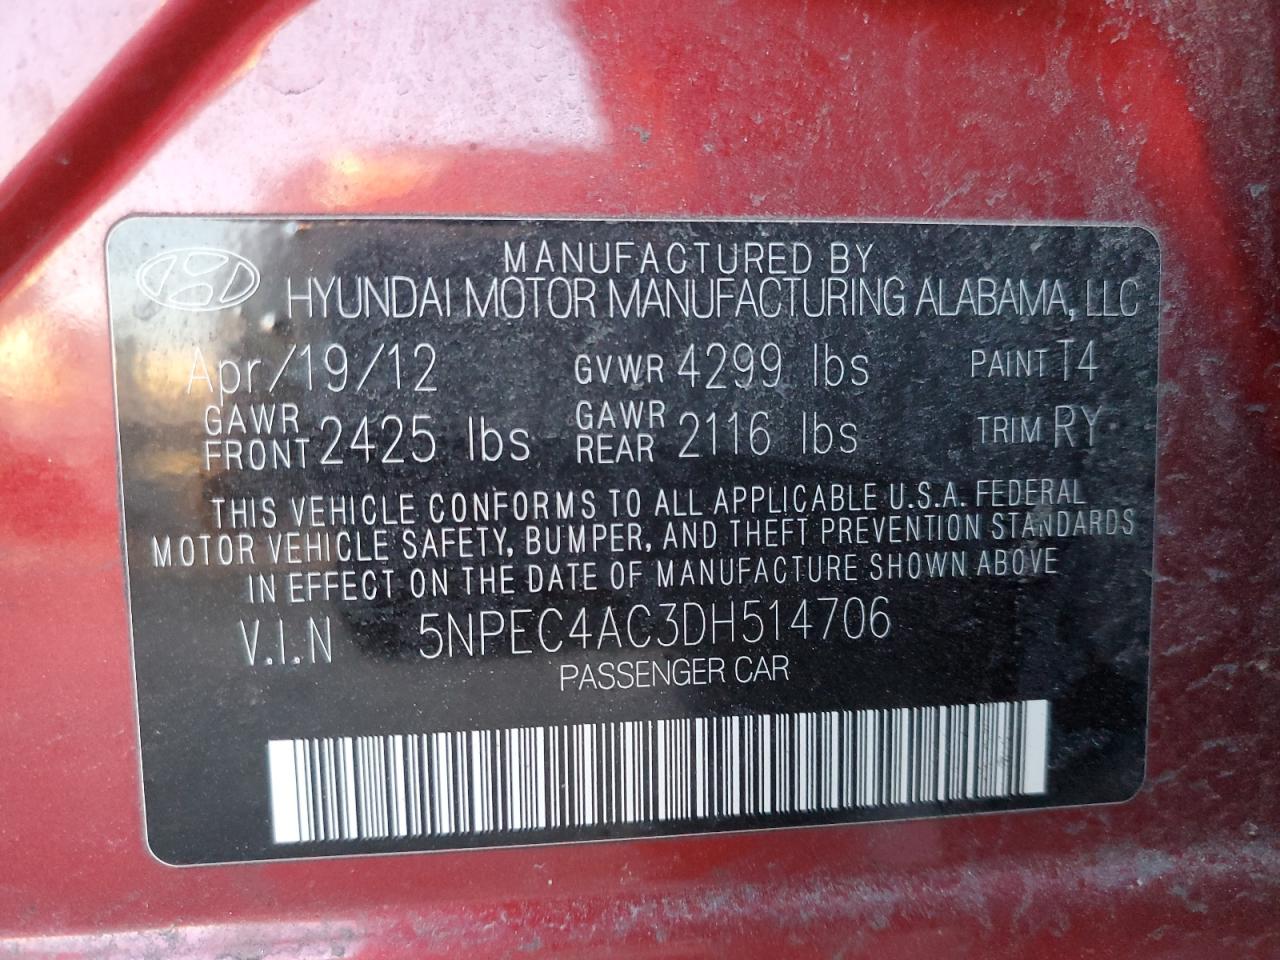 MANUFACTURED BY
HYUNDAI MOTOR MANUFACTURING ALABAMA, LLC
Apr/19/12 GVWR 4299 lbs PAINT T4
GAWR FRONT 2425 lbs GAWR REAR 2116 lbs TRIM RY
THIS VEHICLE CONFORMS TO ALL APPLICABLE U.S.A. FEDERAL
MOTOR VEHICLE SAFETY, BUMPER, AND THEFT PREVENTION STANDARDS
IN EFFECT ON THE DATE OF MANUFACTURE SHOWN ABOVE
V.I.N 5NPEC4AC3DH514706
PASSENGER CAR